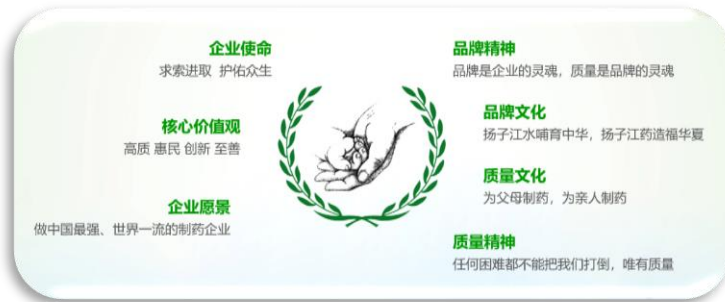 企业使命
求索进取 护佑众生
核心价值观
高质 惠民 创新 至善
企业愿景
做中国最强、世界一流的制药企业
品牌精神
品牌是企业的灵魂，质量是品牌的灵魂
品牌文化
扬子江水哺育中华，扬子江药造福华夏
质量文化
为父母制药，为亲人制药
质量精神
任何困难都不能把我们打倒，唯有质量